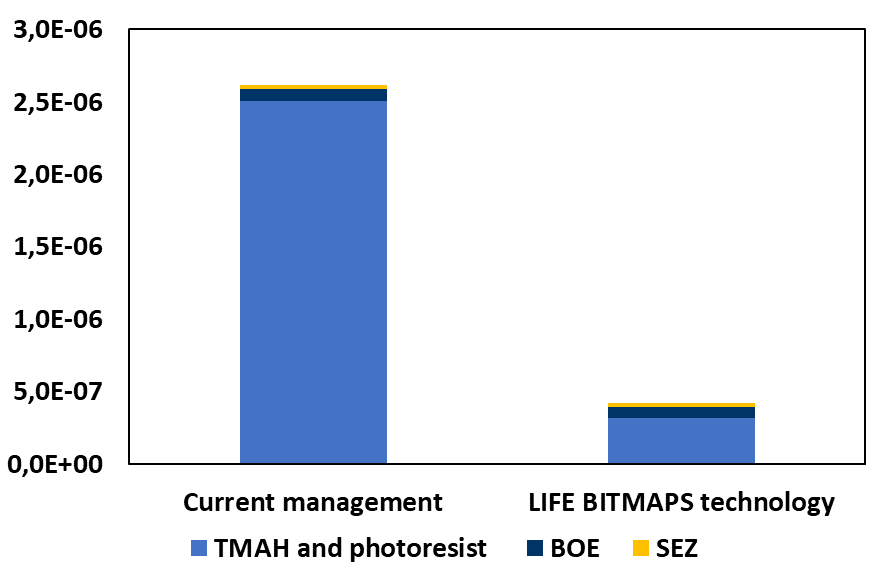 3,0E-06
2,5E-06
2,0E-06
1,5E-06
1,0E-06
5,0E-07
0,0E+00
Current management LIFE BITMAPS technology
TMAH and photoresist BOE SEZ